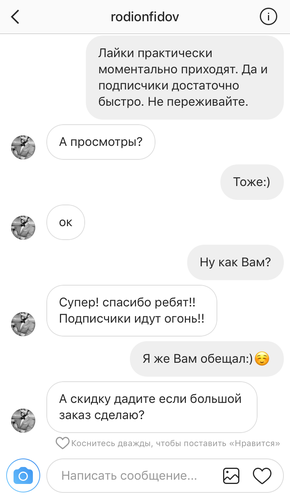 rodionfidov
Лайки практически
моментально приходят. Да и
подписчики достаточно
быстро. Не переживайте.
А просмотры?
Тоже:)
ок
Ну как Вам?
Супер! спасибо ребят!!
Подписчики идут огонь!!
Я же Вам обещал:)☺️
А скидку дадите если большой
заказ сделаю?
Коснитесь дважды, чтобы поставить «Нравится»
Написать сообщение...